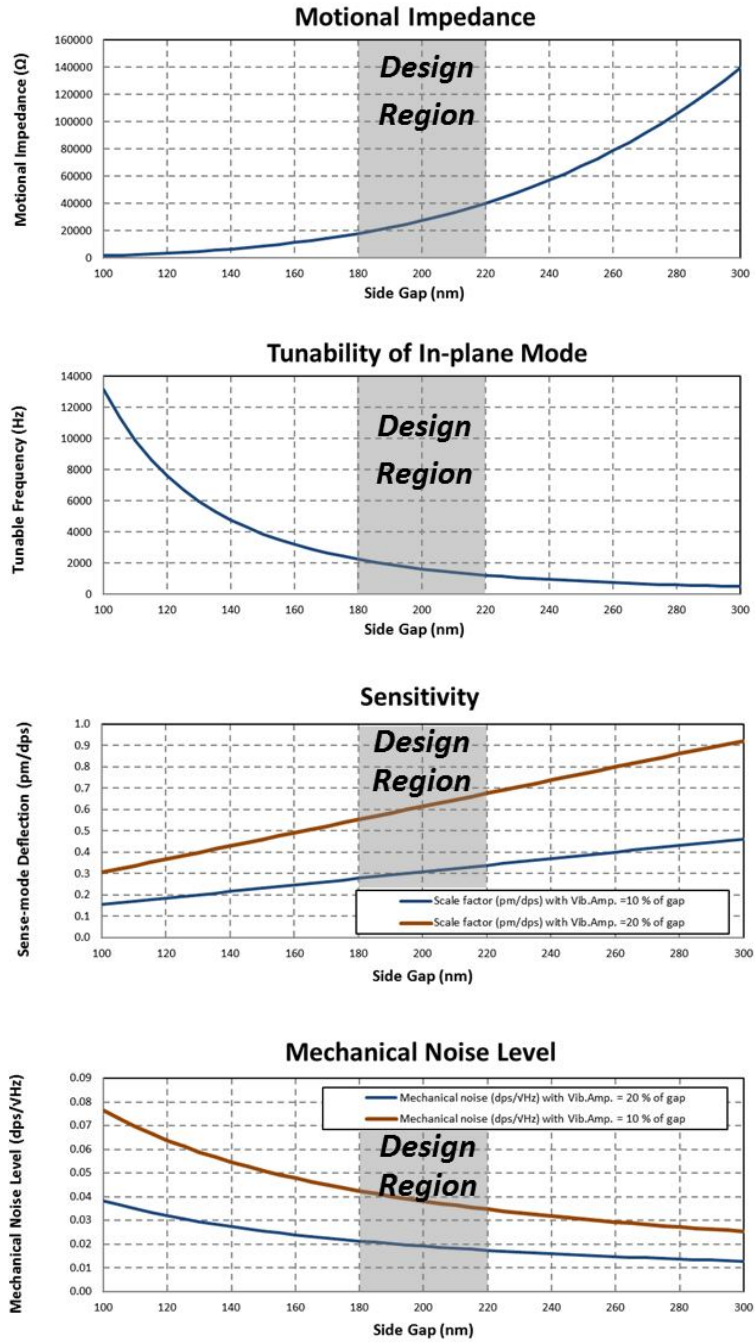 Motional Impedance
Motional Impedance (Ω)
160000
140000
120000
100000
80000
60000
40000
20000
0
Design
Region
100 120 140 160 180 200 220 240 260 280 300
Side Gap (nm)
Tunability of In-plane Mode
Tunable Frequency (Hz)
14000
12000
10000
8000
6000
4000
2000
0
Design
Region
100 120 140 160 180 200 220 240 260 280 300
Side Gap (nm)
Sensitivity
Sense-mode Deflection (pm/dps)
1.0
0.9
0.8
0.7
0.6
0.5
0.4
0.3
0.2
0.1
0.0
Design
Region
Scale factor (pm/dps) with Vib.Amp. =10 % of gap
Scale factor (pm/dps) with Vib.Amp. =20 % of gap
100 120 140 160 180 200 220 240 260 280 300
Side Gap (nm)
Mechanical Noise Level
Mechanical Noise Level (dps/√Hz)
0.09
0.08
0.07
0.06
0.05
0.04
0.03
0.02
0.01
0.00
Mechanical noise (dps/√Hz) with Vib.Amp. = 20 % of gap
Mechanical noise (dps/√Hz) with Vib.Amp. = 10 % of gap
Design
Region
100 120 140 160 180 200 220 240 260 280 300
Side Gap (nm)